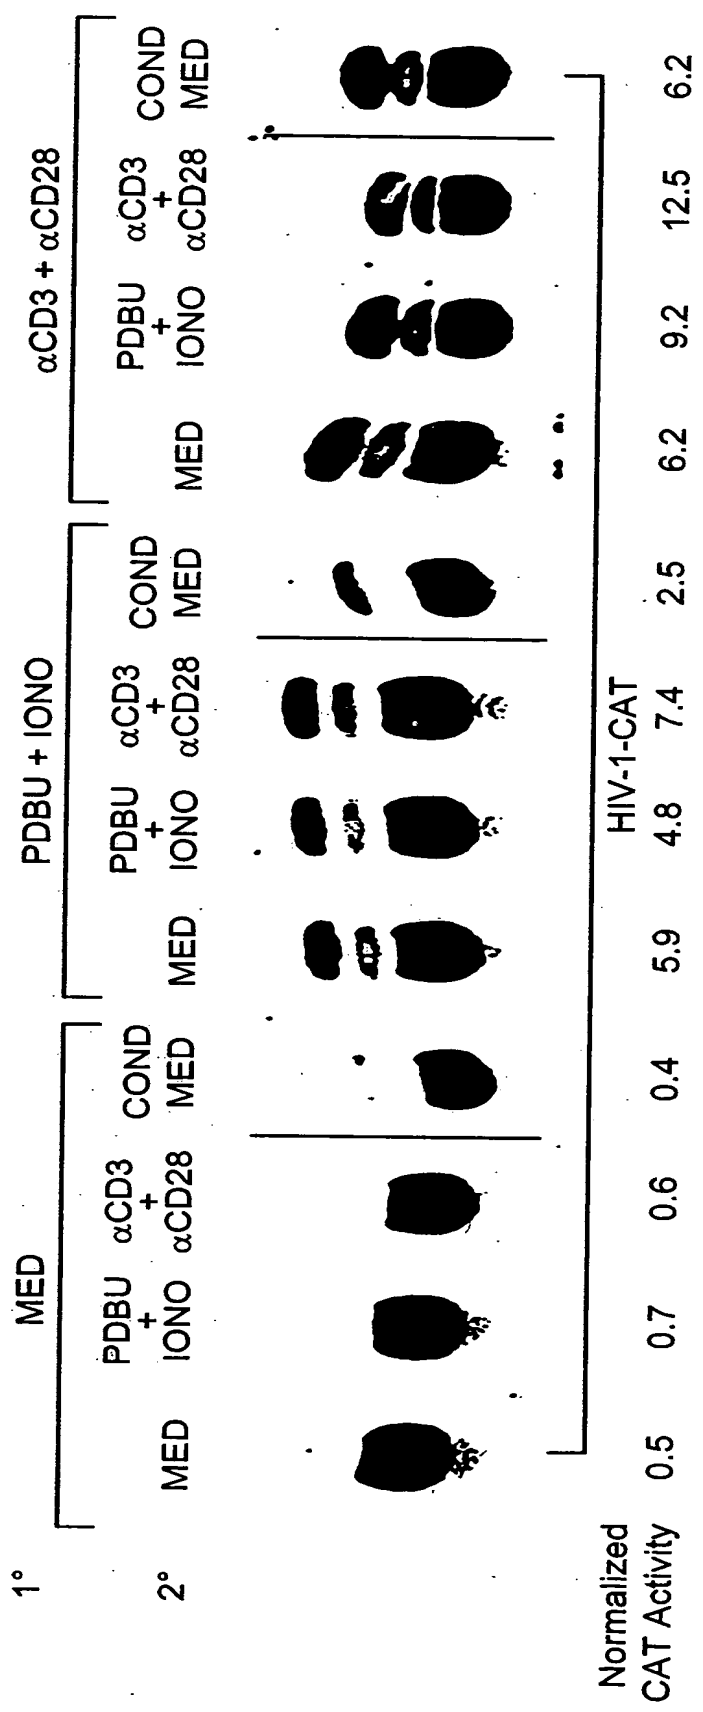 1°
MED
PDBU + IONO
αCD3 + αCD28
2°
MED
PDBU
+
IONO
αCD3
+
αCD28
COND
MED
MED
PDBU
+
IONO
αCD3
+
αCD28
COND
MED
MED
PDBU
+
IONO
αCD3
+
αCD28
COND
MED
HIV-1-CAT
Normalized
CAT Activity
0.5 0.7 0.6 0.4 5.9 4.8 7.4 2.5 6.2 9.2 12.5 6.2